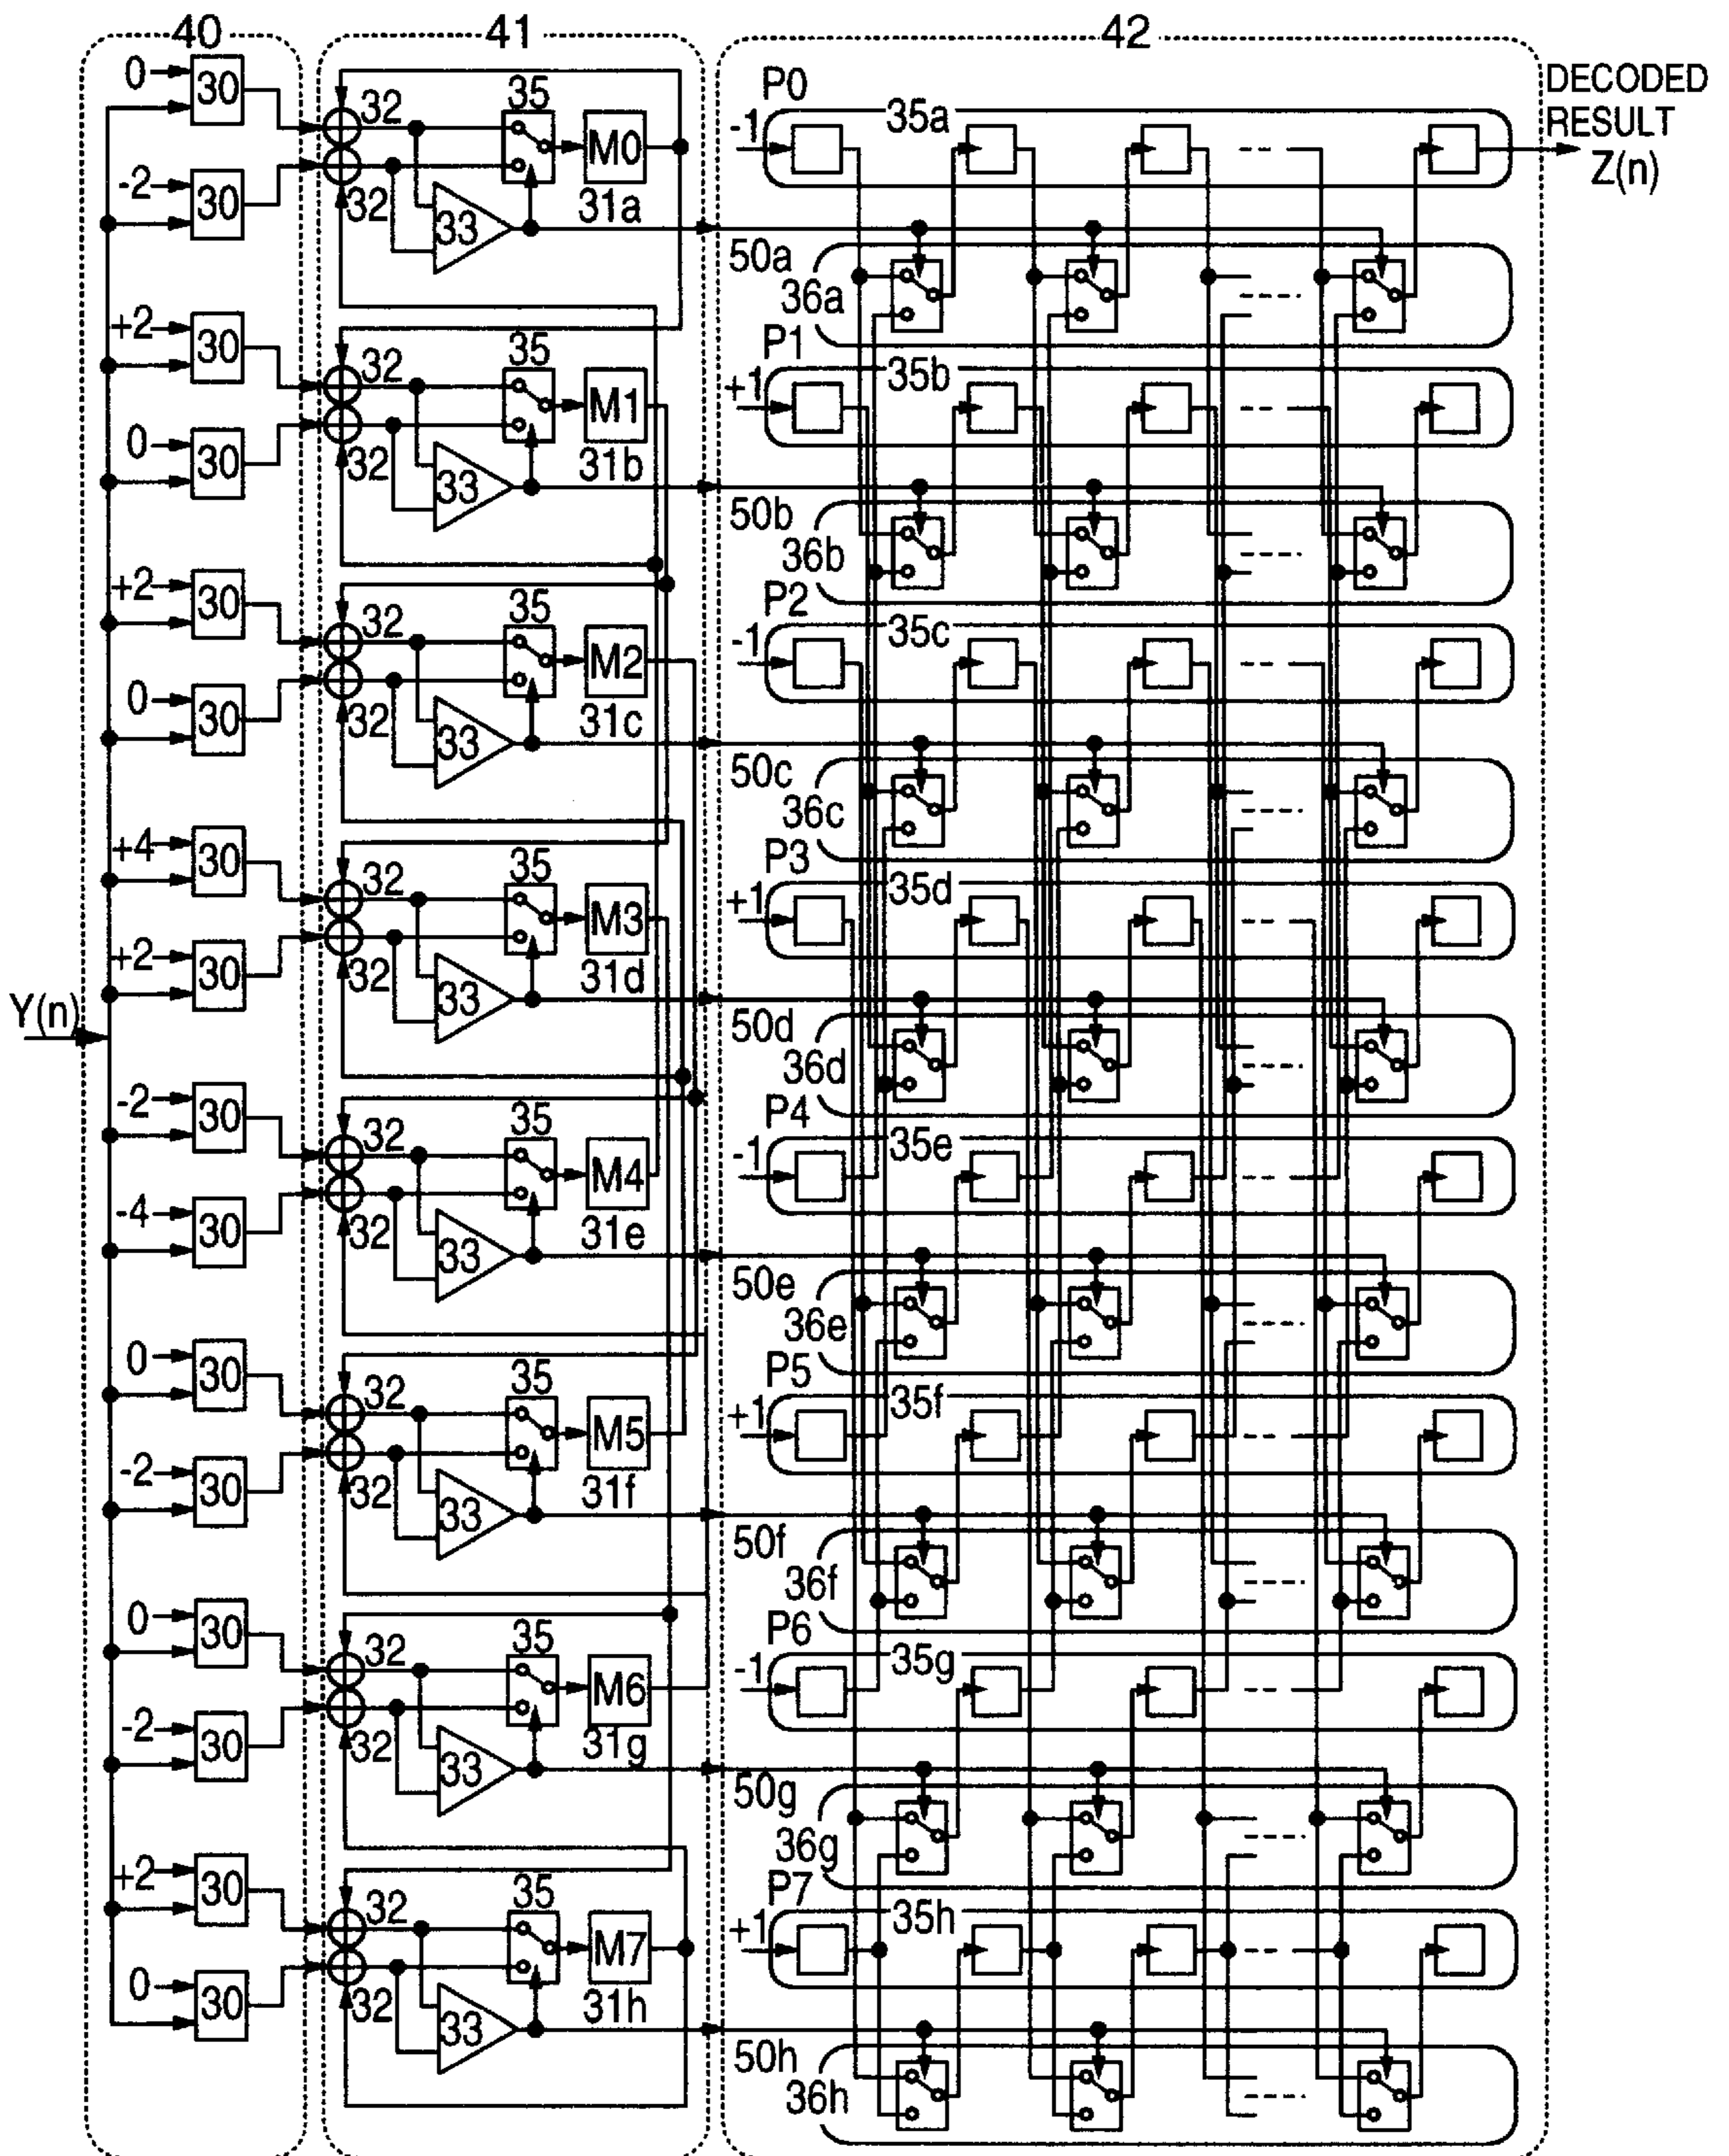 40
41
42
0
30
32
35
M0
31a
P0
-1
35a
DECODED
RESULT
Z(n)
-2
30
32
33
50a
36a
+2
30
32
35
M1
31b
P1
+1
35b
0
30
32
33
50b
36b
+2
30
32
35
M2
31c
P2
-1
35c
0
30
32
33
50c
36c
+4
30
32
35
M3
31d
P3
+1
35d
+2
30
32
33
50d
36d
Y(n)
-2
30
32
35
M4
31e
P4
-1
35e
-4
30
32
33
50e
36e
0
30
32
35
M5
31f
P5
+1
35f
-2
30
32
33
50f
36f
0
30
32
35
M6
31g
P6
-1
35g
-2
30
32
33
50g
36g
+2
30
32
35
M7
31h
P7
+1
35h
0
30
32
33
50h
36h